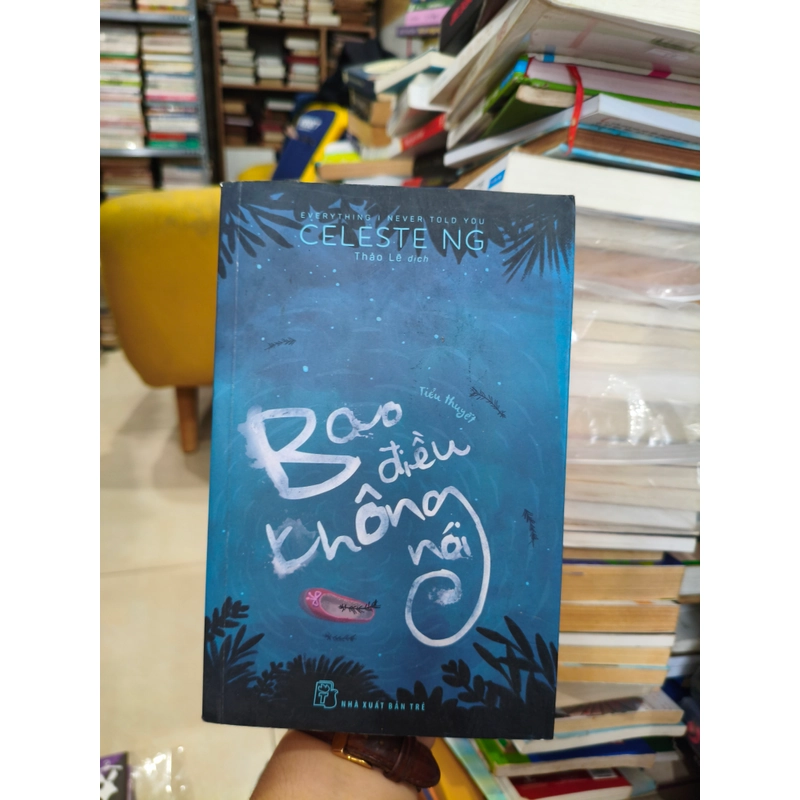 EVERYTHING I NEVER TOLD YOU
CELESTE NG
Thảo Lê dịch
Tiểu thuyết
Bao
điều
không
nói
NHÀ XUẤT BẢN TRẺ